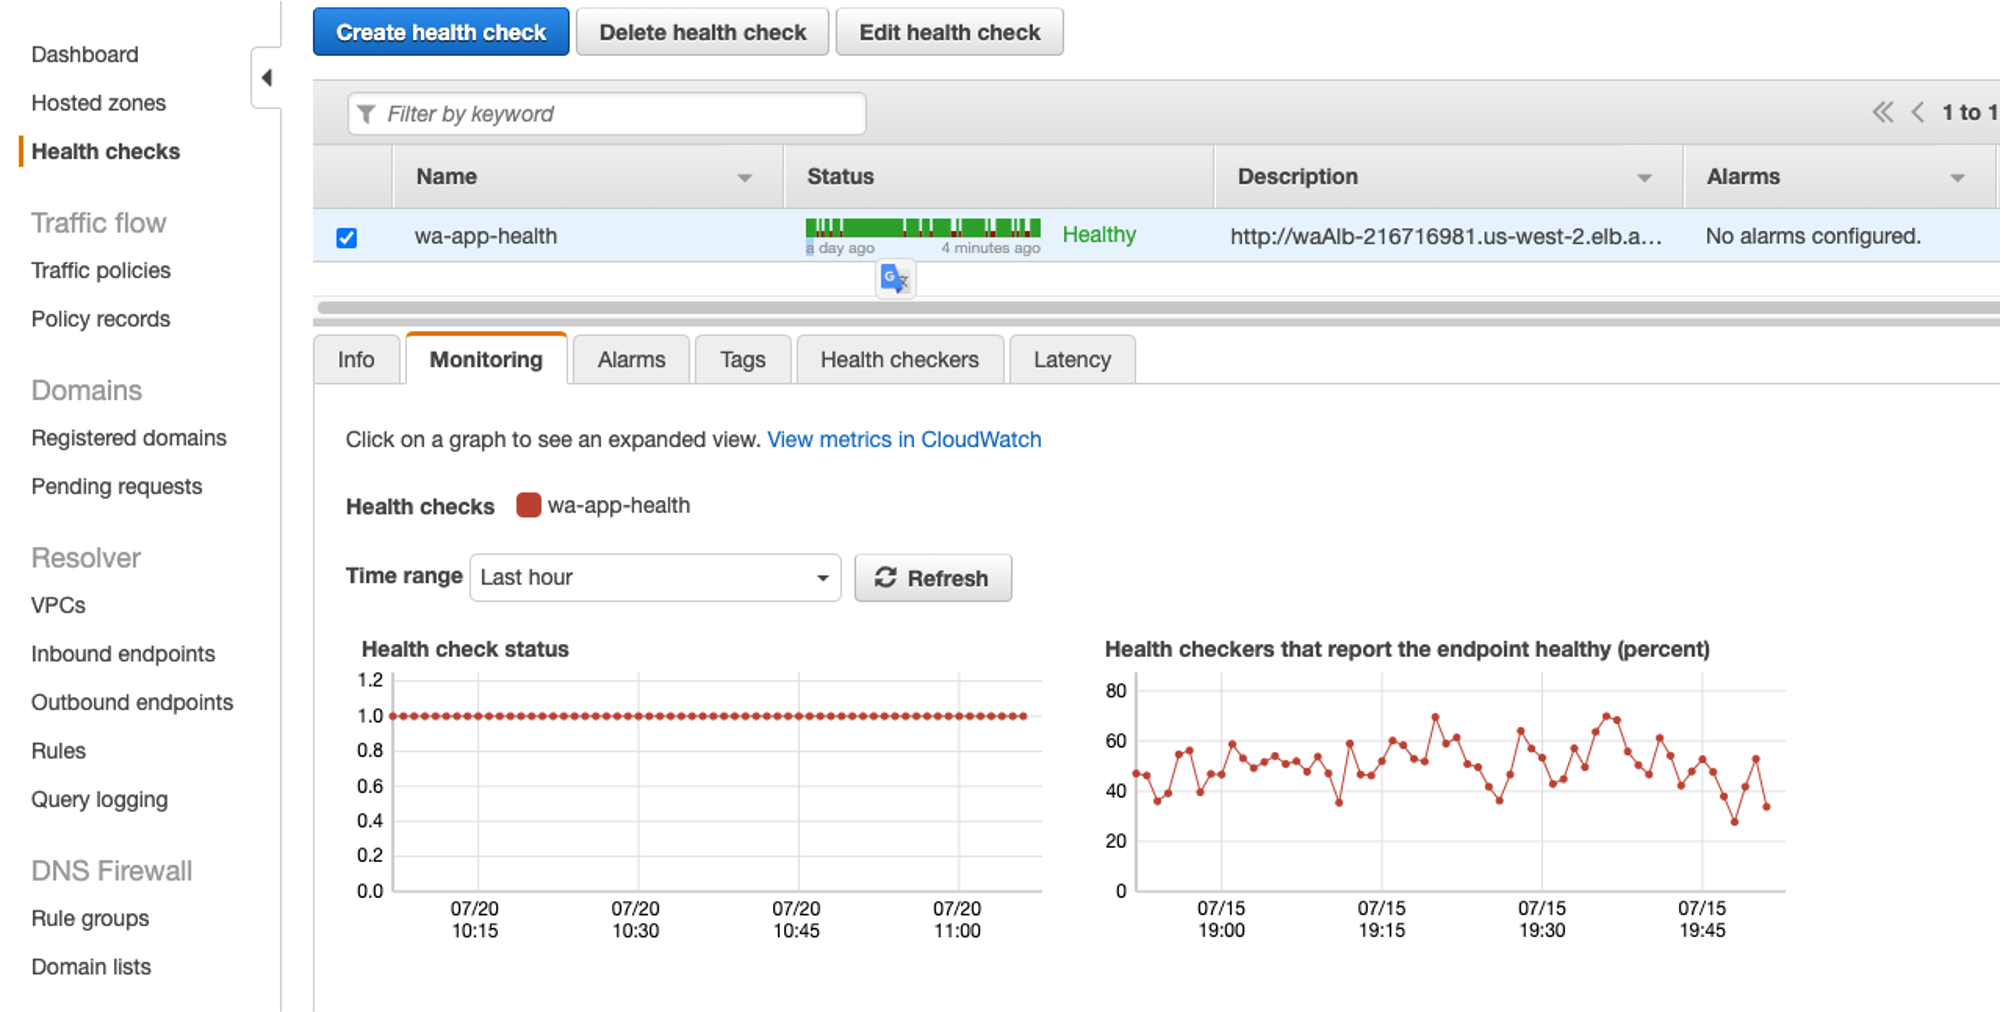 Create health check
Delete health check
Edit health check
Dashboard
Hosted zones
Health checks
Traffic flow
Traffic policies
Policy records
Domains
Registered domains
Pending requests
Resolver
VPCs
Inbound endpoints
Outbound endpoints
Rules
Query logging
DNS Firewall
Rule groups
Domain lists
Filter by keyword
1 to 1
Name
Status
Description
Alarms
wa-app-health
a day ago
4 minutes ago
Healthy
http://waAlb-216716981.us-west-2.elb.a...
No alarms configured.
G
Info
Monitoring
Alarms
Tags
Health checkers
Latency
Click on a graph to see an expanded view. View metrics in CloudWatch
Health checks wa-app-health
Time range Last hour
Refresh
Health check status
1.2
1.0
0.8
0.6
0.4
0.2
0.0
07/20
10:15
07/20
10:30
07/20
10:45
07/20
11:00
Health checkers that report the endpoint healthy (percent)
80
60
40
20
0
07/15
19:00
07/15
19:15
07/15
19:30
07/15
19:45